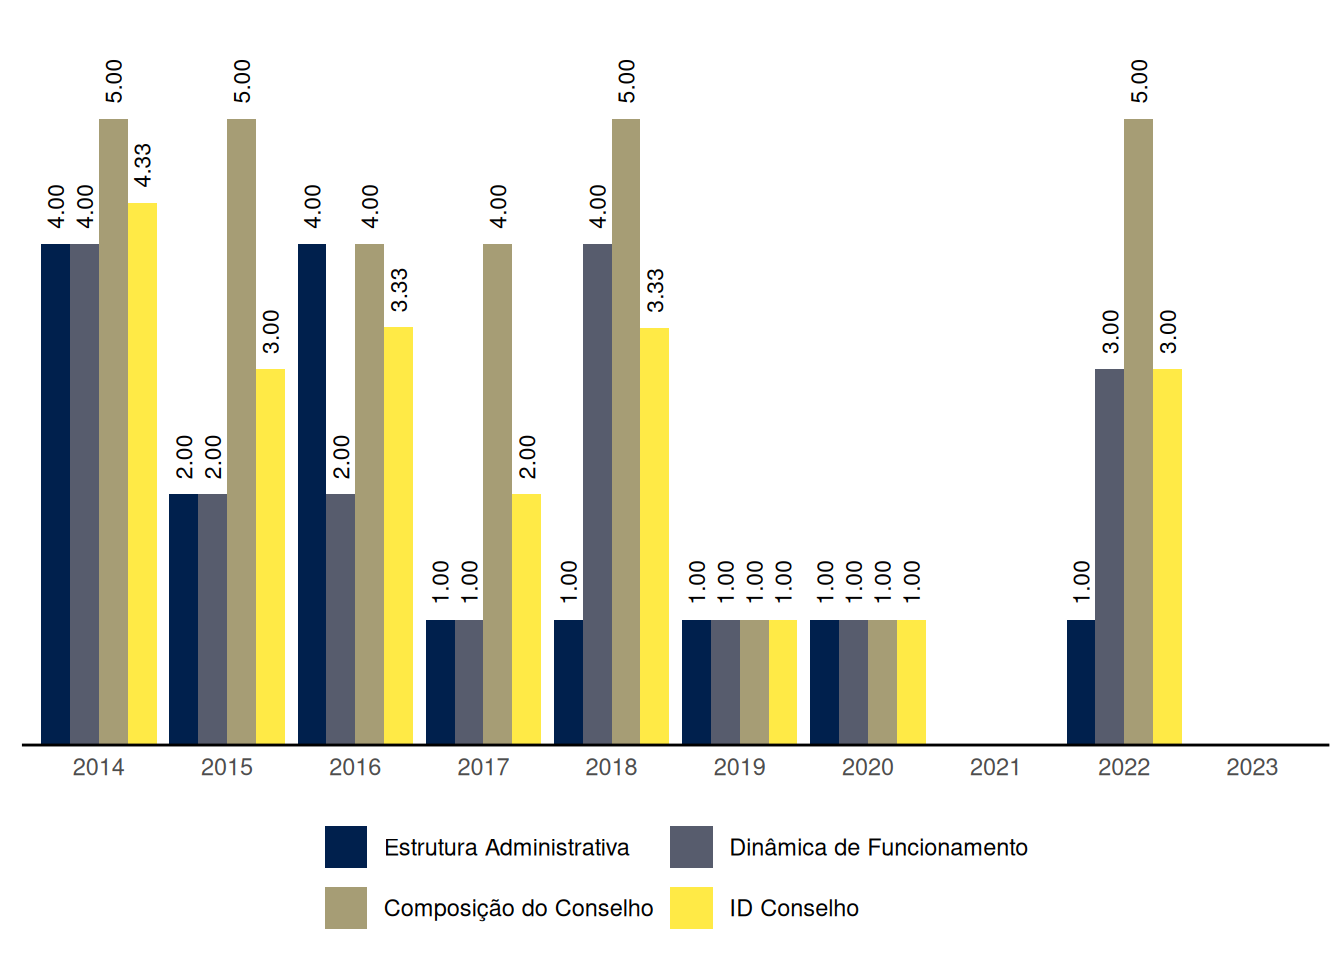 4.00 4.00 5.00 4.33
2.00 2.00 5.00 3.00
4.00 2.00 4.00 3.33
1.00 1.00 4.00 2.00
1.00 4.00 5.00 3.33
1.00 1.00 1.00 1.00
1.00 1.00 1.00 1.00
1.00 3.00 5.00 3.00
2014 2015 2016 2017 2018 2019 2020 2021 2022 2023
Estrutura Administrativa Dinâmica de Funcionamento
Composição do Conselho ID Conselho